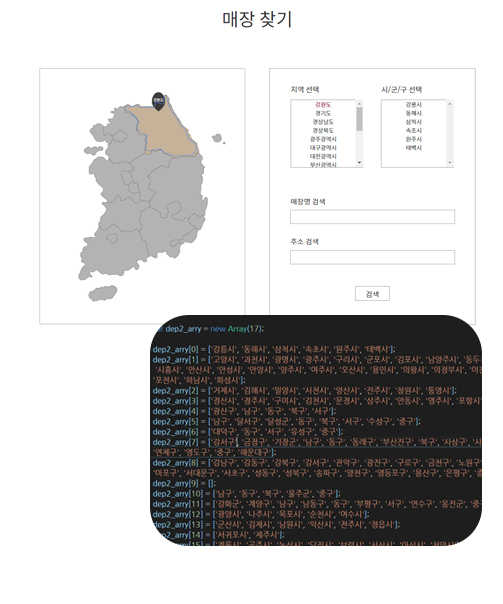 매장 찾기
강원도
지역 선택
강원도
경기도
경상남도
경상북도
광주광역시
대구광역시
대전광역시
부산광역시
시/군/구 선택
강릉시
동해시
삼척시
속초시
원주시
태백시
매장명 검색
주소 검색
검색
dep2_arry = new Array(17);
dep2_arry[0] = ['강릉시', '동해시', '삼척시', '속초시', '원주시', '태백시'];
dep2_arry[1] = ['고양시', '과천시', '광명시', '광주시', '구리시', '군포시', '김포시', '남양주시', '동두
'시흥시', '안산시', '안성시', '안양시', '양주시', '여주시', '오산시', '용인시', '의왕시', '의정부시',
'포천시', '하남시', '화성시'];
dep2_arry[2] = ['거제시', '김해시', '밀양시', '사천시', '양산시', '진주시', '창원시', '통영시'];
dep2_arry[3] = ['경산시', '경주시', '구미시', '김천시', '문경시', '상주시', '안동시', '영주시', '포항시
dep2_arry[4] = ['광산구', '남구', '동구', '북구', '서구'];
dep2_arry[5] = ['남구', '달서구', '달성군', '동구', '북구', '서구', '수성구', '중구'];
dep2_arry[6] = ['대덕구', '동구', '서구', '유성구', '중구'];
dep2_arry[7] = ['강서구', '금정구', '기장군', '남구', '동구', '동래구', '부산진구', '북구', '사상구',
'연제구', '영도구', '중구', '해운대구'];
dep2_arry[8] = ['강남구', '강동구', '강북구', '강서구', '관악구', '광진구', '구로구', '금천구', '노원구
'마포구', '서대문구', '서초구', '성동구', '성북구', '송파구', '양천구', '영등포구', '용산구', '은평구',
dep2_arry[9] = [];
dep2_arry[10] = ['남구', '동구', '북구', '울주군', '중구'];
dep2_arry[11] = ['강화군', '계양구', '남구', '남동구', '동구', '부평구', '서구', '연수구', '옹진군', '중구
dep2_arry[12] = ['광양시', '나주시', '목포시', '순천시', '여수시'];
dep2_arry[13] = ['군산시', '김제시', '남원시', '익산시', '전주시', '정읍시'];
dep2_arry[14] = ['서귀포시', '제주시'];